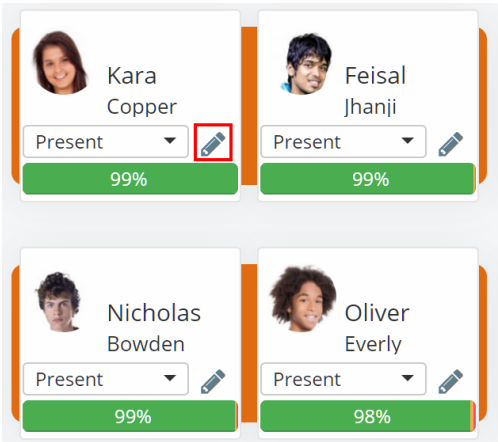 Kara
Copper
Present
99%
Feisal
Jhanji
Present
99%
Nicholas
Bowden
Present
99%
Oliver
Everly
Present
98%